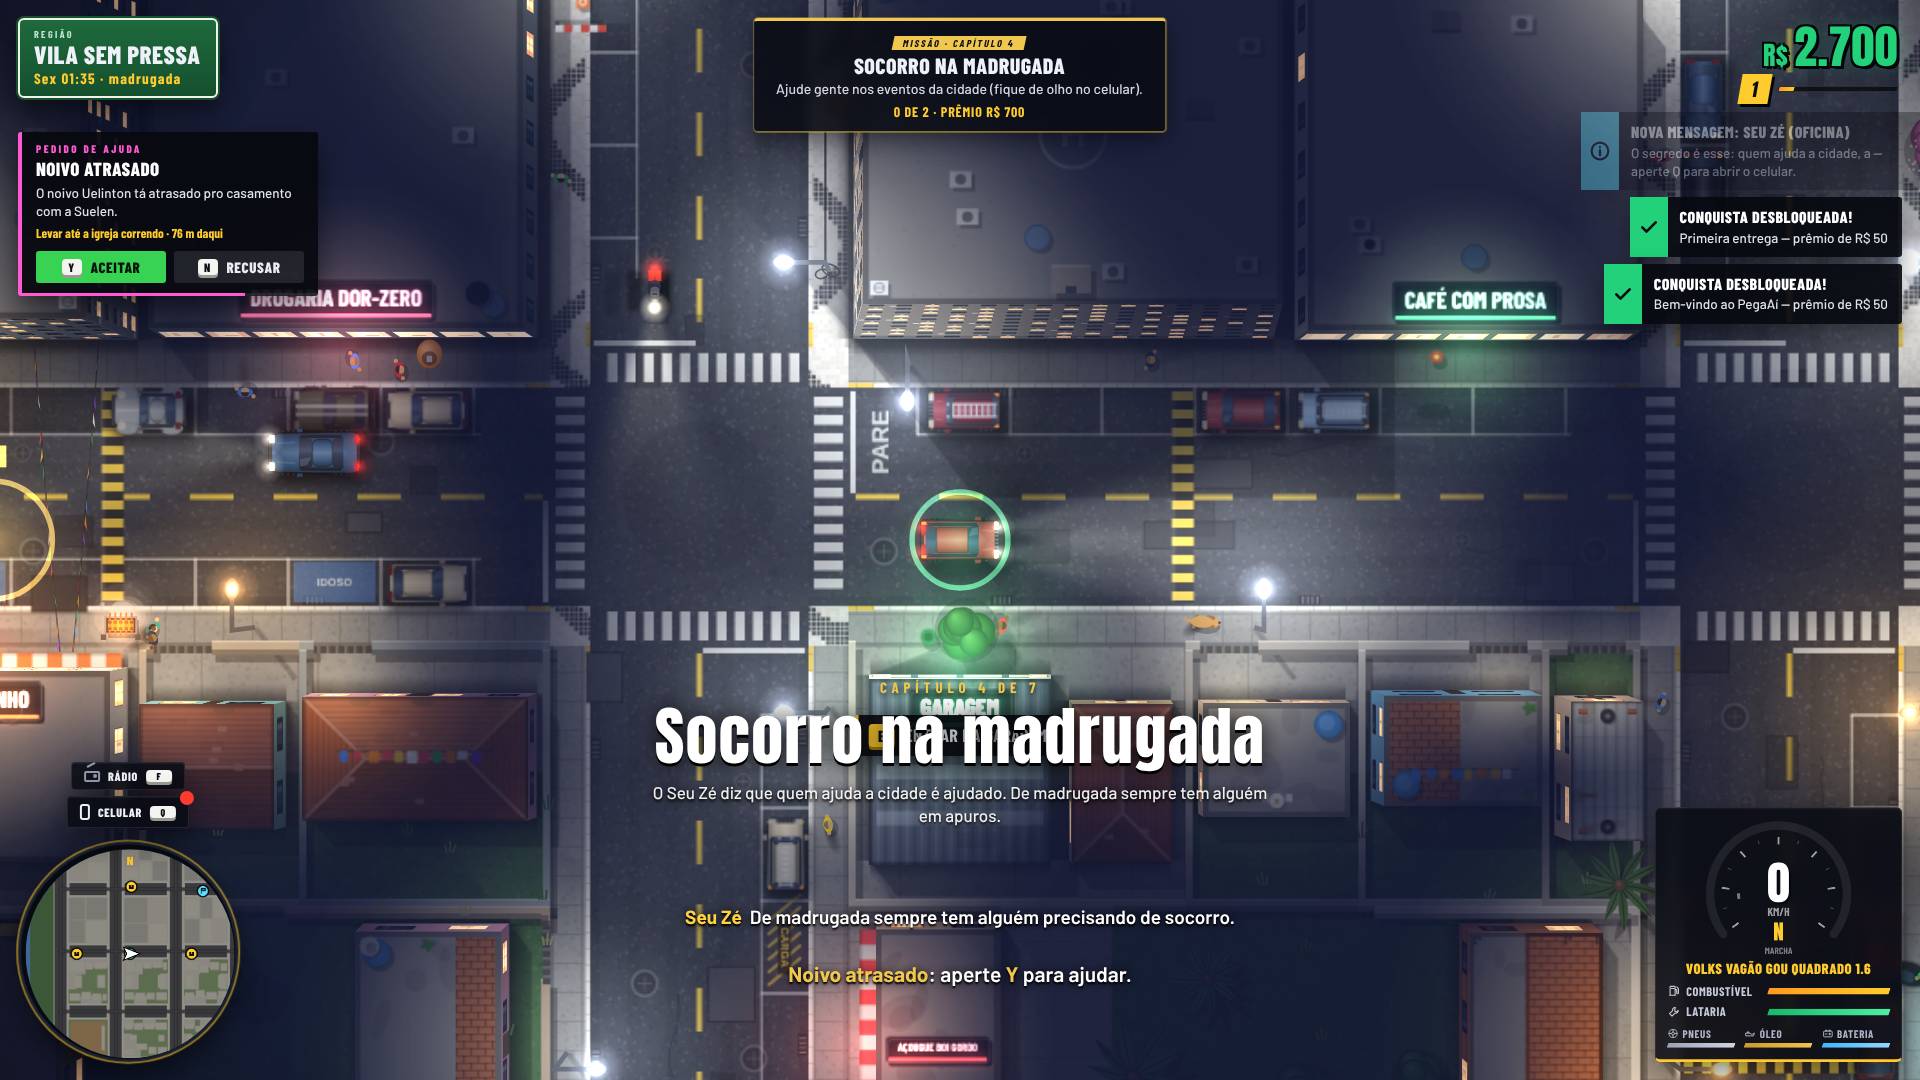 REGIÃO
VILA SEM PRESSA
Sex 01:35 · madrugada
MISSÃO · CAPÍTULO 4
SOCORRO NA MADRUGADA
Ajude gente nos eventos da cidade (fique de olho no celular).
0 DE 2 · PRÊMIO R$ 700
R$ 2.700
1
NOVA MENSAGEM: SEU ZÉ (OFICINA)
O segredo é esse: quem ajuda a cidade, a —
aperte Q para abrir o celular.
CONQUISTA DESBLOQUEADA!
Primeira entrega — prêmio de R$ 50
CONQUISTA DESBLOQUEADA!
Bem-vindo ao PegaAí — prêmio de R$ 50
PEDIDO DE AJUDA
NOIVO ATRASADO
O noivo Uelinton tá atrasado pro casamento
com a Suelen.
Levar até a igreja correndo · 76 m daqui
Y ACEITAR
N RECUSAR
DROGARIA DOR-ZERO
CAFÉ COM PROSA
PARE
IDOSO
NHO
CAPÍTULO 4 DE 7
GARAGEM
Socorro na madrugada
O Seu Zé diz que quem ajuda a cidade é ajudado. De madrugada sempre tem alguém
em apuros.
RÁDIO F
CELULAR Q
N
Seu Zé De madrugada sempre tem alguém precisando de socorro.
CARGA
Noivo atrasado: aperte Y para ajudar.
AÇOUGUE BOI GORDO
0
KM/H
N
MARCHA
VOLKS VAGÃO GOU QUADRADO 1.6
COMBUSTÍVEL
LATARIA
PNEUS
ÓLEO
BATERIA